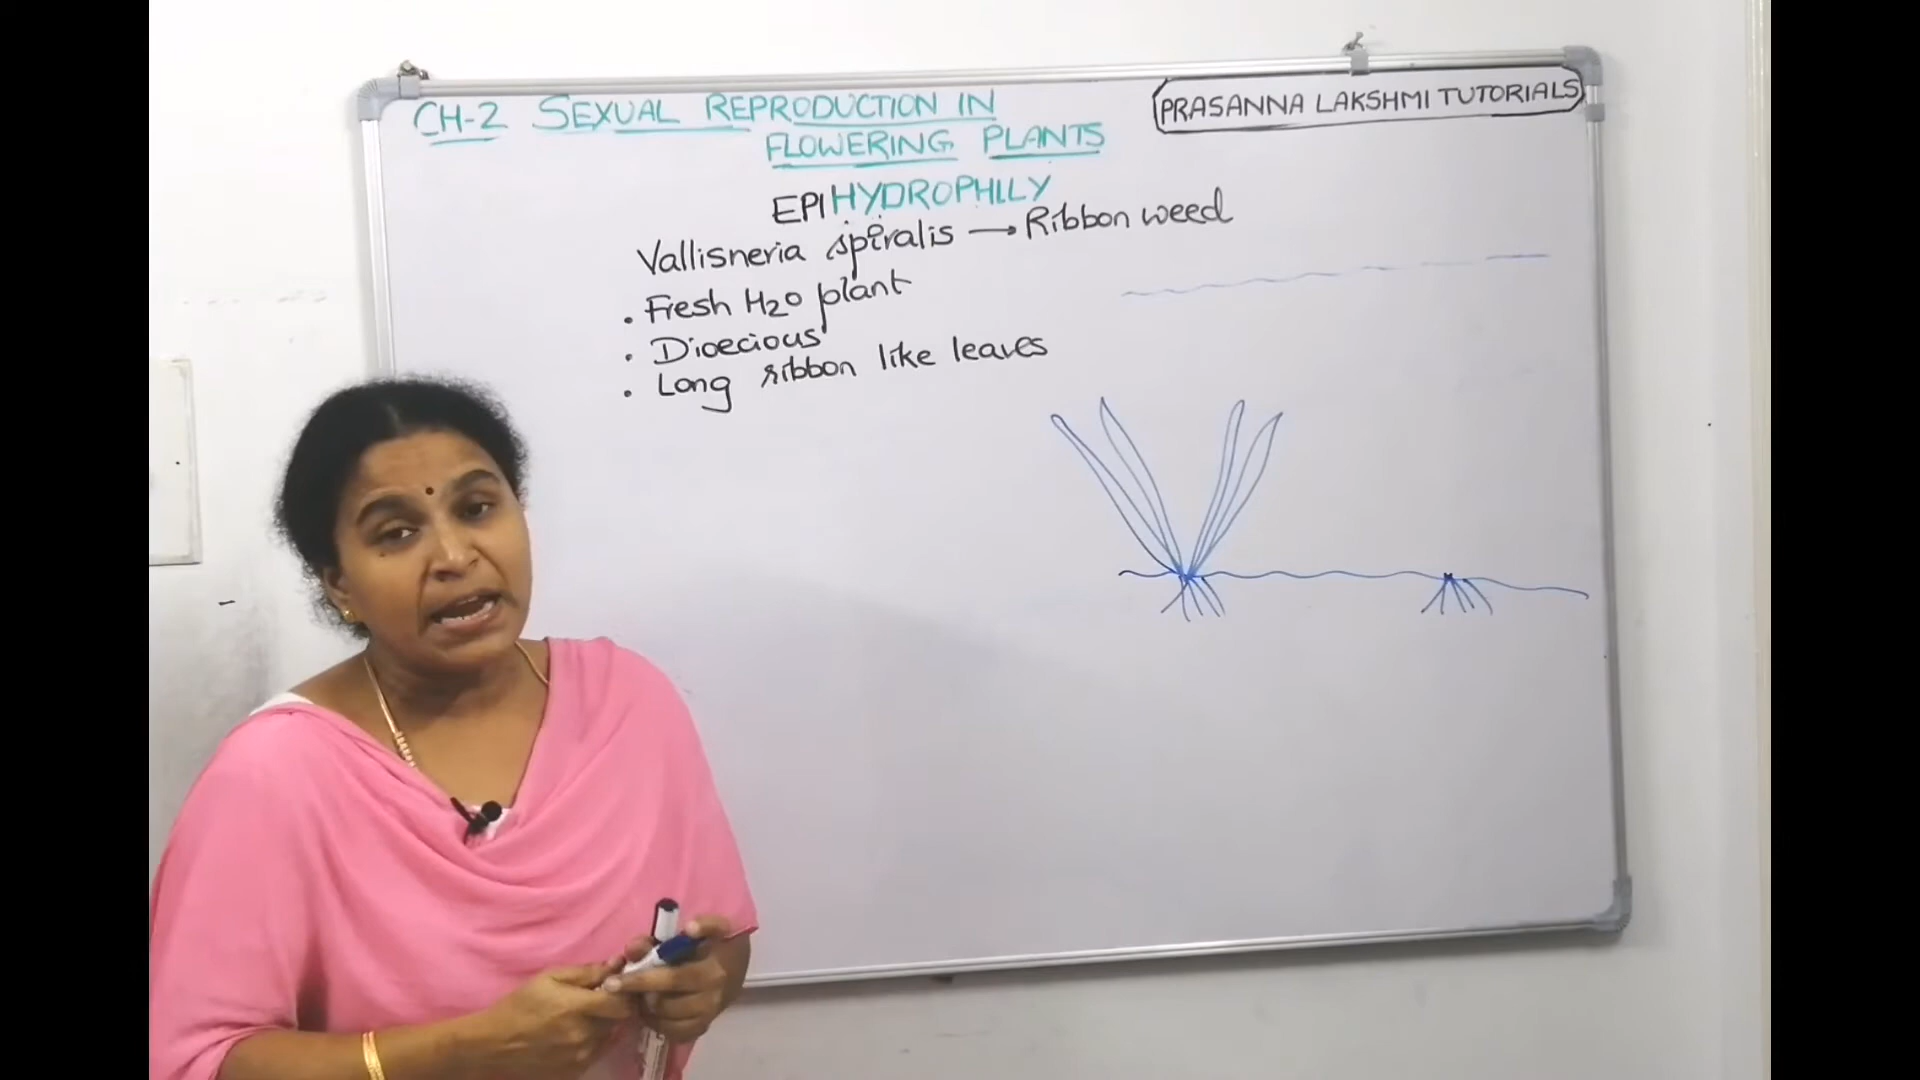 CH-2 SEXUAL REPRODUCTION IN
FLOWERING PLANTS
PRASANNA LAKSHMI TUTORIALS
EPIHYDROPHILY
Vallisneria spiralis → Ribbon weed
. Fresh H2O plant
. Dioecious
. Long ribbon like leaves